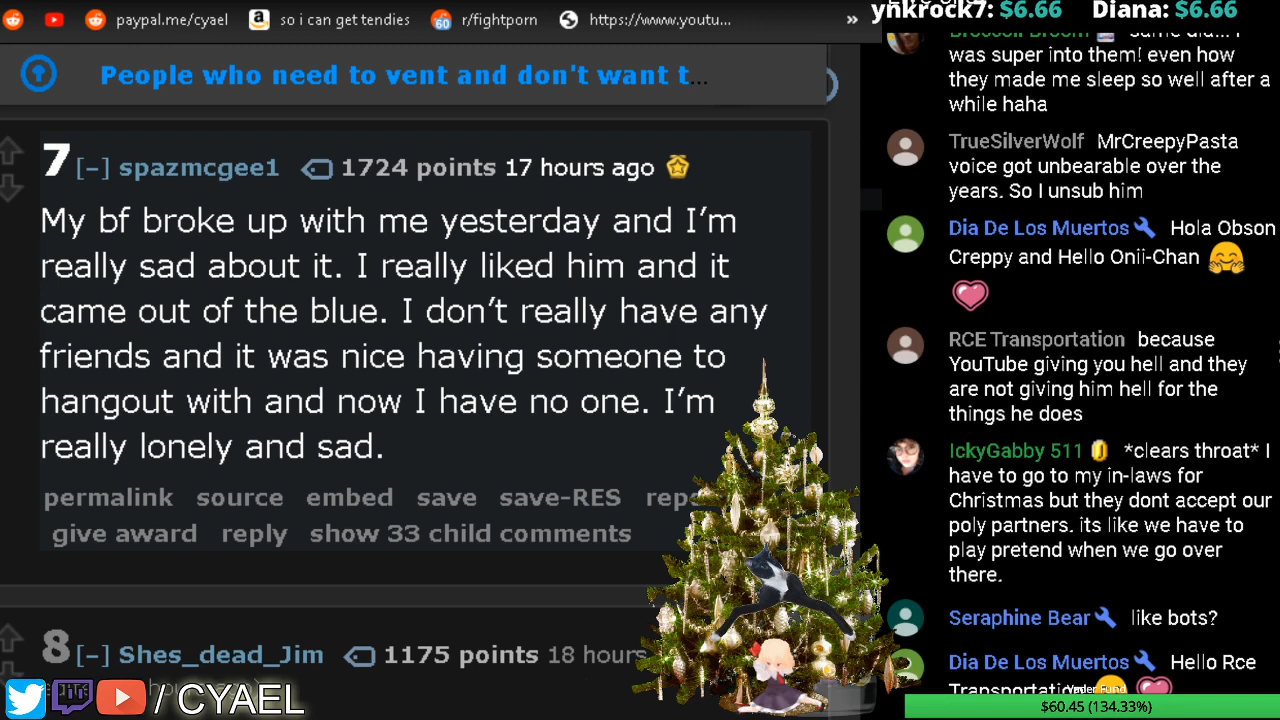 paypal.me/cyael so i can get tendies r/fightporn https://www.youtu... »
People who need to vent and don't want t...
7 [–] spazmcgee1 1724 points 17 hours ago
My bf broke up with me yesterday and I'm
really sad about it. I really liked him and it
came out of the blue. I don't really have any
friends and it was nice having someone to
hangout with and now I have no one. I'm
really lonely and sad.
permalink source embed save save-RES
give award reply show 33 child comments
8 [–] Shes_dead_Jim 1175 points 18 hours
/ CYAEL
ynkrock7: $6.66 Diana: $6.66
was super into them! even how
they made me sleep so well after a
while haha
TrueSilverWolf MrCreepyPasta
voice got unbearable over the
years. So I unsub him
Dia De Los Muertos Hola Obson
Creppy and Hello Onii-Chan
RCE Transportation because
YouTube giving you hell and they
are not giving him hell for the
things he does
IckyGabby 511 *clears throat* I
have to go to my in-laws for
Christmas but they dont accept our
poly partners. its like we have to
play pretend when we go over
there.
Seraphine Bear like bots?
Dia De Los Muertos Hello Rce
Transportation
$60.45 (134.33%)